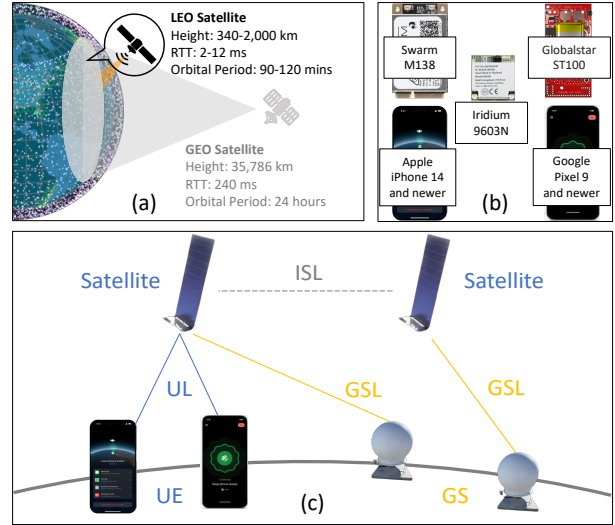 LEO Satellite
Height: 340-2,000 km
RTT: 2-12 ms
Orbital Period: 90-120 mins
GEO Satellite
Height: 35,786 km
RTT: 240 ms
Orbital Period: 24 hours
(a)
Swarm
M138
Globalstar
ST100
Iridium
9603N
Apple
iPhone 14
and newer
Google
Pixel 9
and newer
(b)
Satellite
ISL
Satellite
UL
GSL
GSL
UE
(c)
GS